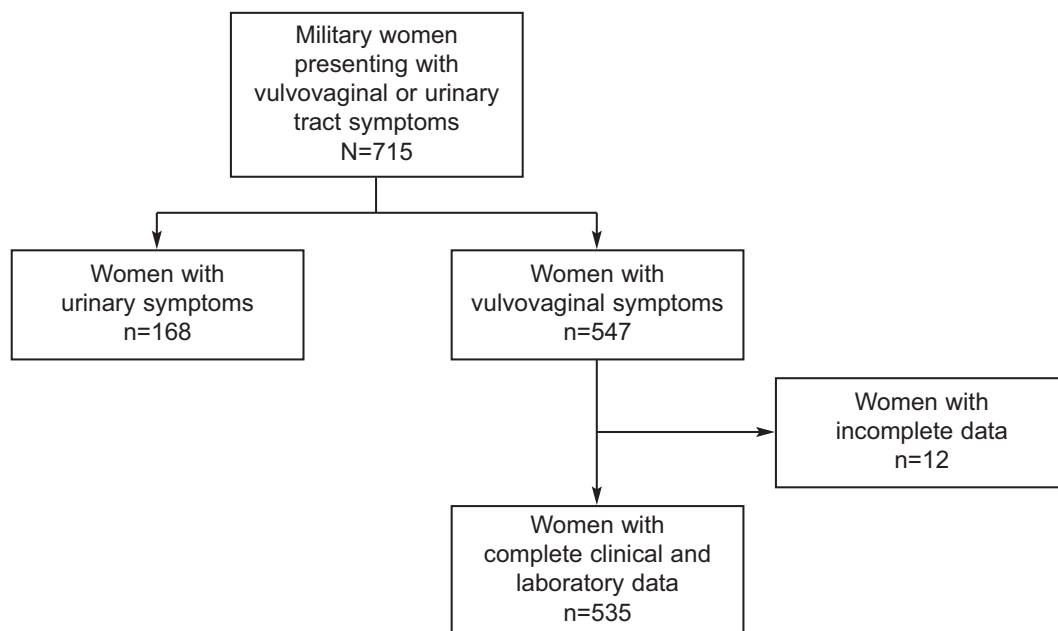 Military women
presenting with
vulvovaginal or urinary
tract symptoms
N=715
Women with
urinary symptoms
n=168
Women with
vulvovaginal symptoms
n=547
Women with
incomplete data
n=12
Women with
complete clinical and
laboratory data
n=535